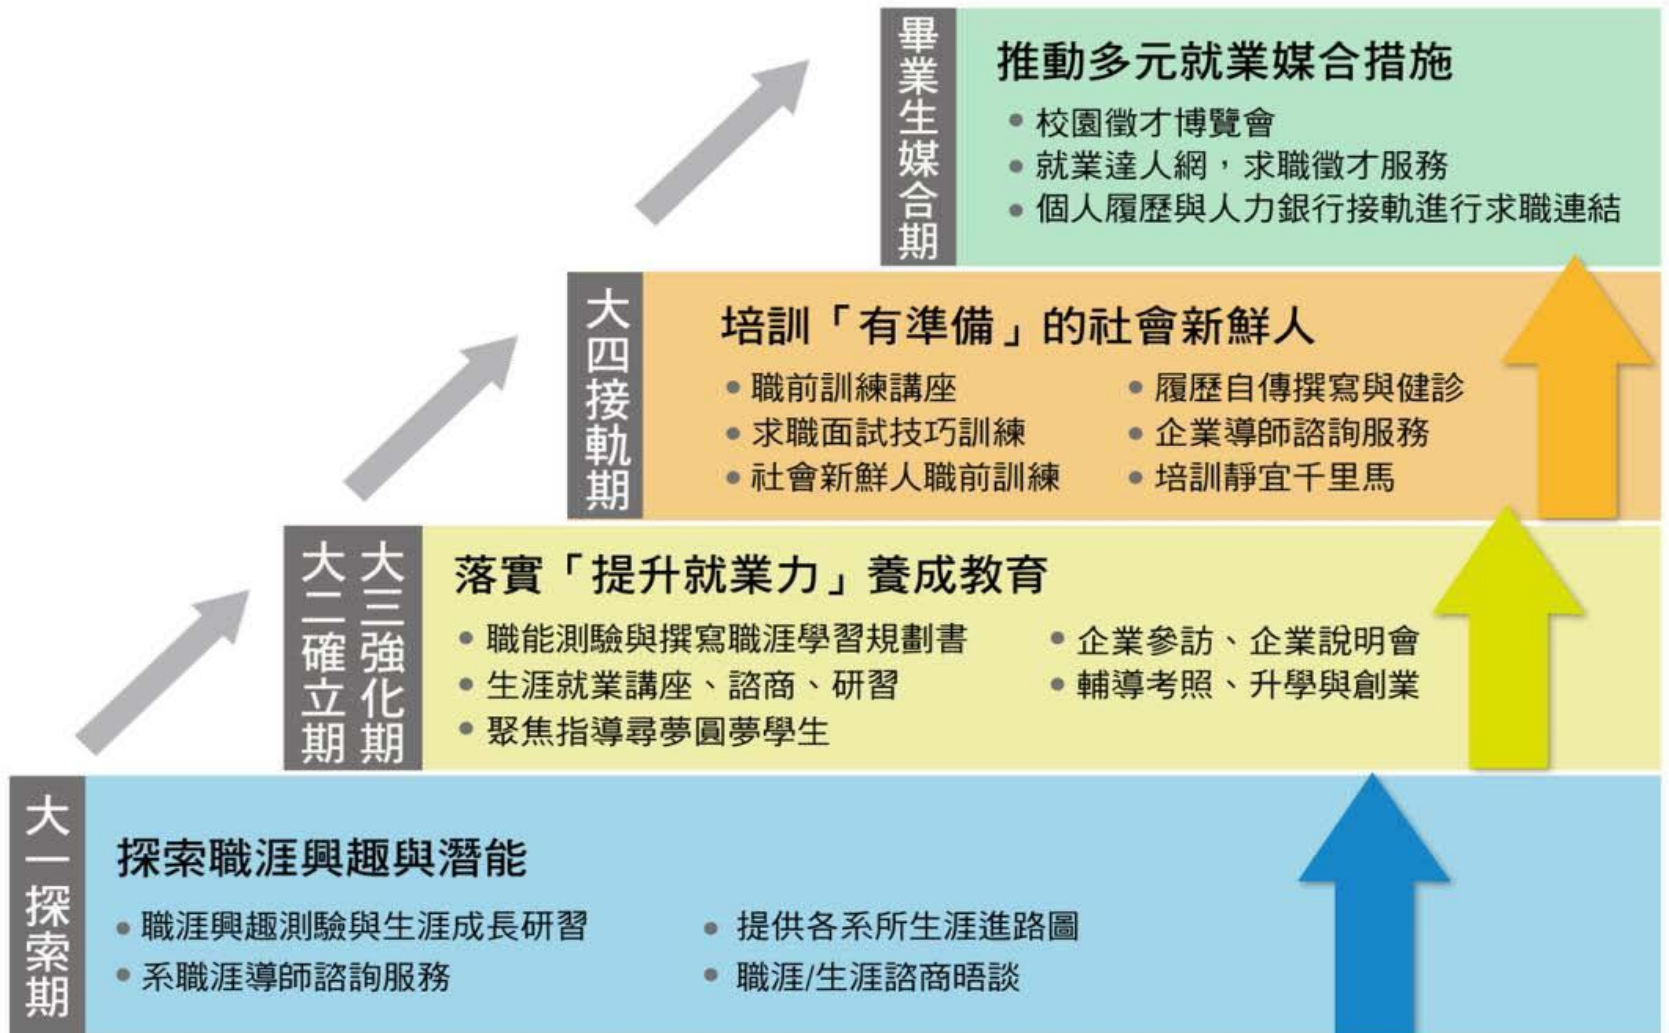 畢業生媒合期
推動多元就業媒合措施
• 校園徵才博覽會
• 就業達人網，求職徵才服務
• 個人履歷與人力銀行接軌進行求職連結
大四接軌期
培訓「有準備」的社會新鮮人
• 職前訓練講座
• 求職面試技巧訓練
• 社會新鮮人職前訓練
• 履歷自傳撰寫與健診
• 企業導師諮詢服務
• 培訓靜宜千里馬
大二確立期
大三強化期
落實「提升就業力」養成教育
• 職能測驗與撰寫職涯學習規劃書
• 生涯就業講座、諮商、研習
• 聚焦指導尋夢圓夢學生
• 企業參訪、企業說明會
• 輔導考照、升學與創業
大一探索期
探索職涯興趣與潛能
• 職涯興趣測驗與生涯成長研習
• 系職涯導師諮詢服務
• 提供各系所生涯進路圖
• 職涯/生涯諮商晤談